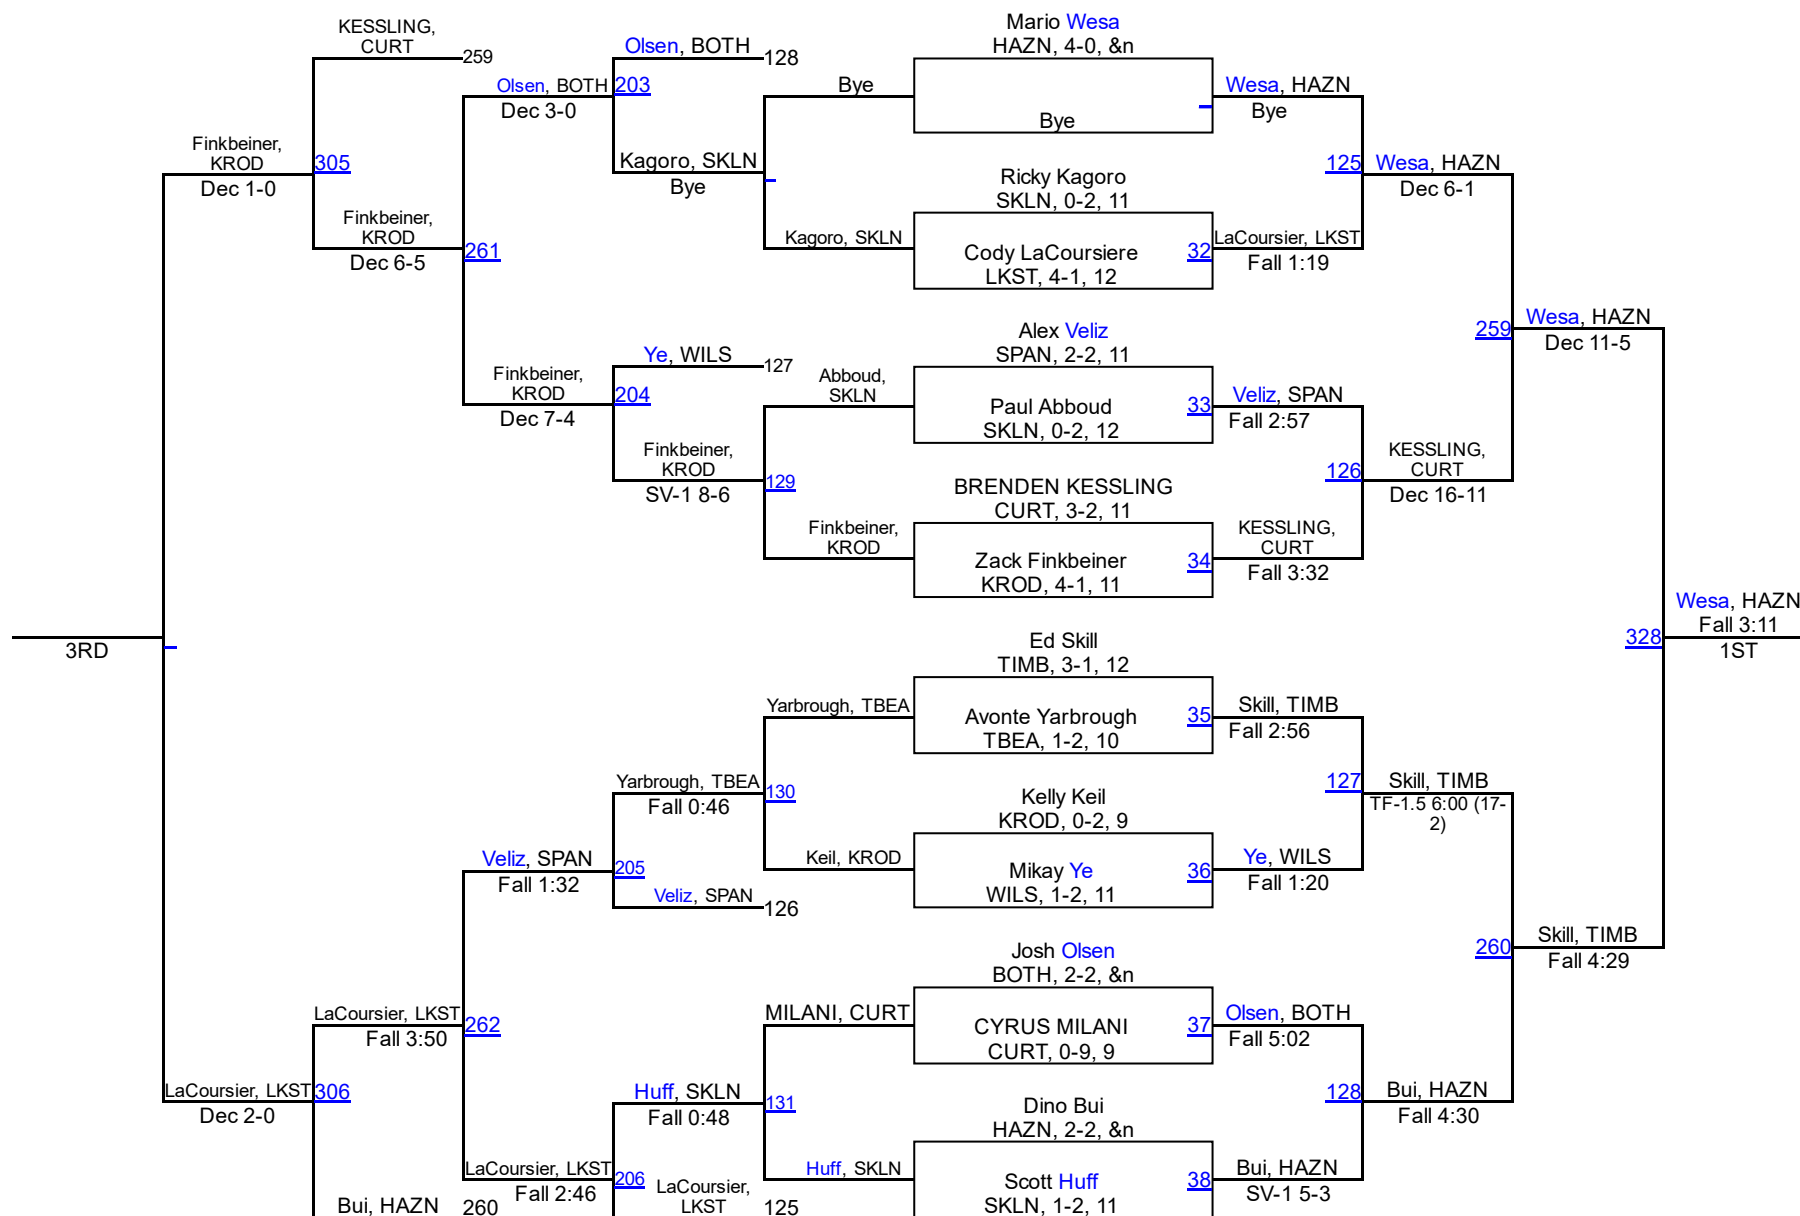 KESSLING,
CURT
259
Olsen, BOTH
Dec 3-0
Finkbeiner,
KROD
Dec 1-0
305
Finkbeiner,
KROD
Dec 6-5
261
Olsen, BOTH
128
203
Kagoro, SKLN
Bye
Bye
Kagoro, SKLN
Mario Wesa
HAZN, 4-0, &n
Bye
Wesa, HAZN
Bye
Ricky Kagoro
SKLN, 0-2, 11
Cody LaCoursiere
LKST, 4-1, 12
32
LaCoursier, LKST
Fall 1:19
125
Wesa, HAZN
Dec 6-1
Ye, WILS
127
Finkbeiner,
KROD
Dec 7-4
204
Abboud,
SKLN
Finkbeiner,
KROD
SV-1 8-6
129
Finkbeiner,
KROD
Alex Veliz
SPAN, 2-2, 11
Paul Abboud
SKLN, 0-2, 12
33
Veliz, SPAN
Fall 2:57
BRENDEN KESSLING
CURT, 3-2, 11
Zack Finkbeiner
KROD, 4-1, 11
34
KESSLING,
CURT
Fall 3:32
126
KESSLING,
CURT
Dec 16-11
259
Wesa, HAZN
Dec 11-5
3RD
328
Wesa, HAZN
Fall 3:11
1ST
Ed Skill
TIMB, 3-1, 12
Avonte Yarbrough
TBEA, 1-2, 10
35
Skill, TIMB
Fall 2:56
Yarbrough, TBEA
Yarbrough, TBEA
Fall 0:46
130
Keil, KROD
Kelly Keil
KROD, 0-2, 9
Mikay Ye
WILS, 1-2, 11
36
Ye, WILS
Fall 1:20
127
Skill, TIMB
TF-1.5 6:00 (17-
2)
Veliz, SPAN
Fall 1:32
205
Veliz, SPAN
126
260
Skill, TIMB
Fall 4:29
LaCoursier, LKST
Fall 3:50
262
MILANI, CURT
Josh Olsen
BOTH, 2-2, &n
CYRUS MILANI
CURT, 0-9, 9
37
Olsen, BOTH
Fall 5:02
LaCoursier, LKST
Dec 2-0
306
Huff, SKLN
Fall 0:48
131
Dino Bui
HAZN, 2-2, &n
Scott Huff
SKLN, 1-2, 11
38
Bui, HAZN
SV-1 5-3
128
Bui, HAZN
Fall 4:30
LaCoursier, LKST
Fall 2:46
206
Huff, SKLN
LaCoursier,
LKST
125
Bui, HAZN
260